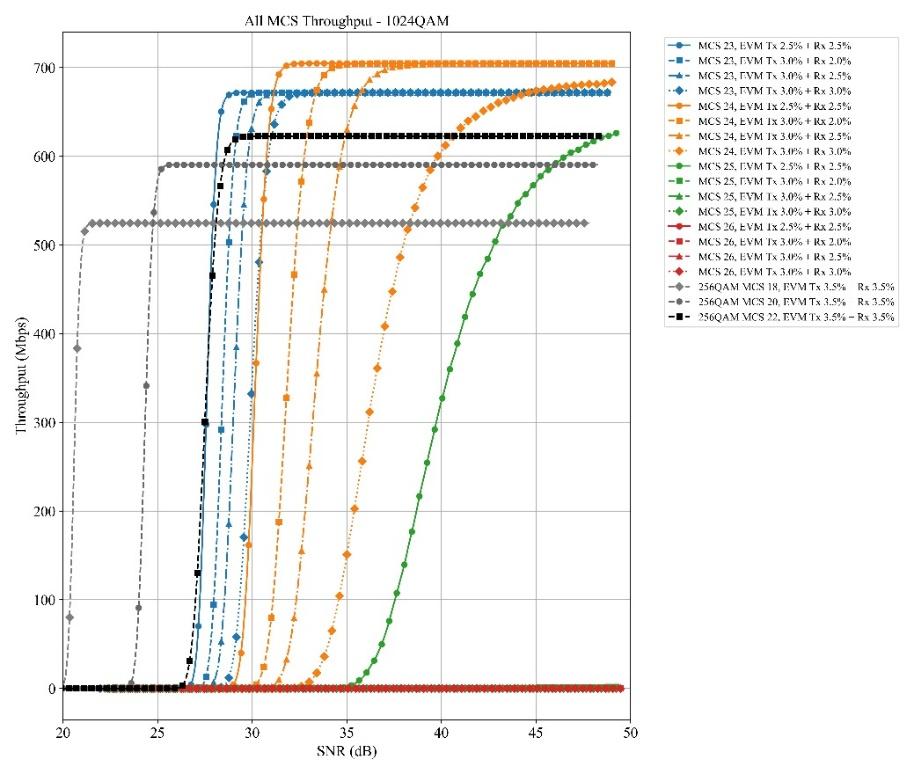 All MCS Throughput - 1024QAM
Throughput (Mbps)
700
600
500
400
300
200
100
0
20 25 30 35 40 45 50
SNR (dB)
MCS 23, EVM Tx 2.5% + Rx 2.5%
MCS 23, EVM Tx 3.0% + Rx 2.0%
MCS 23, EVM Tx 3.0% + Rx 2.5%
MCS 23, EVM Tx 3.0% + Rx 3.0%
MCS 24, EVM Tx 2.5% + Rx 2.5%
MCS 24, EVM Tx 3.0% + Rx 2.0%
MCS 24, EVM Tx 3.0% + Rx 2.5%
MCS 24, EVM Tx 3.0% + Rx 3.0%
MCS 25, EVM Tx 2.5% + Rx 2.5%
MCS 25, EVM Tx 3.0% + Rx 2.0%
MCS 25, EVM Tx 3.0% + Rx 2.5%
MCS 25, EVM Tx 3.0% + Rx 3.0%
MCS 26, EVM Tx 2.5% + Rx 2.5%
MCS 26, EVM Tx 3.0% + Rx 2.0%
MCS 26, EVM Tx 3.0% + Rx 2.5%
MCS 26, EVM Tx 3.0% + Rx 3.0%
256QAM MCS 18, EVM Tx 3.5% + Rx 3.5%
256QAM MCS 20, EVM Tx 3.5% + Rx 3.5%
256QAM MCS 22, EVM Tx 3.5% + Rx 3.5%